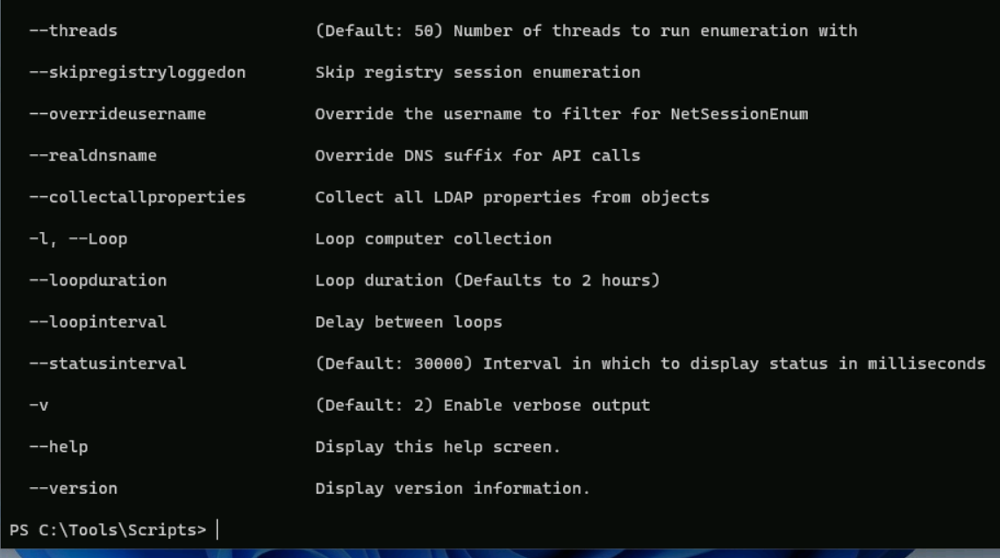 --threads (Default: 50) Number of threads to run enumeration with
--skipregistryloggedon Skip registry session enumeration
--overrideusername Override the username to filter for NetSessionEnum
--realdnsname Override DNS suffix for API calls
--collectallproperties Collect all LDAP properties from objects
-l, --Loop Loop computer collection
--loopduration Loop duration (Defaults to 2 hours)
--loopinterval Delay between loops
--statusinterval (Default: 30000) Interval in which to display status in milliseconds
-v (Default: 2) Enable verbose output
--help Display this help screen.
--version Display version information.
PS C:\Tools\Scripts>